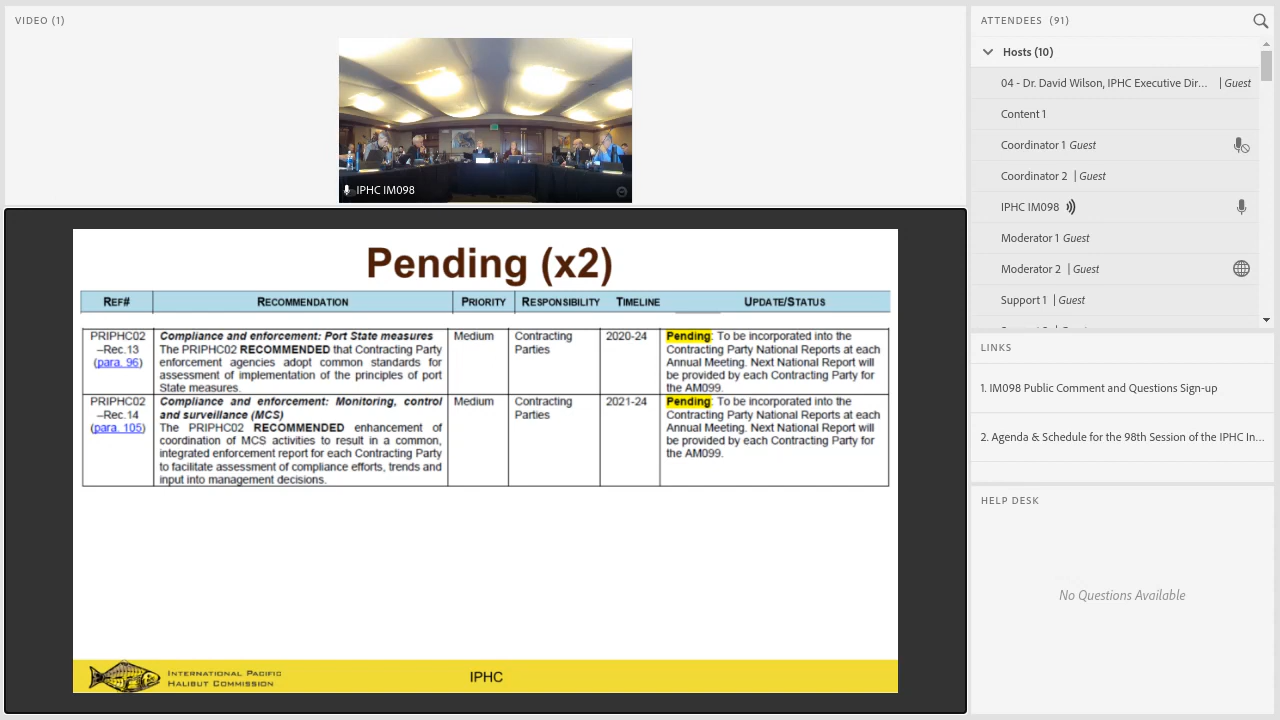 VIDEO (1)
IPHC IM098
Pending (x2)
REF# RECOMMENDATION PRIORITY RESPONSIBILITY TIMELINE UPDATE/STATUS
PRIPHC02
–Rec.13
(para. 96)
Compliance and enforcement: Port State measures
The PRIPHC02 RECOMMENDED that Contracting Party
enforcement agencies adopt common standards for
assessment of implementation of the principles of port
State measures.
Medium
Contracting
Parties
2020-24
Pending: To be incorporated into the
Contracting Party National Reports at each
Annual Meeting. Next National Report will
be provided by each Contracting Party for
the AM099.
PRIPHC02
–Rec.14
(para. 105)
Compliance and enforcement: Monitoring, control
and surveillance (MCS)
The PRIPHC02 RECOMMENDED enhancement of
coordination of MCS activities to result in a common,
integrated enforcement report for each Contracting Party
to facilitate assessment of compliance efforts, trends and
input into management decisions.
Medium
Contracting
Parties
2021-24
Pending: To be incorporated into the
Contracting Party National Reports at each
Annual Meeting. Next National Report will
be provided by each Contracting Party for
the AM099.
INTERNATIONAL PACIFIC
HALIBUT COMMISSION
IPHC
ATTENDEES (91)
Hosts (10)
04 - Dr. David Wilson, IPHC Executive Dir... | Guest
Content 1
Coordinator 1 Guest
Coordinator 2 | Guest
IPHC IM098
Moderator 1 Guest
Moderator 2 | Guest
Support 1 | Guest
LINKS
1. IM098 Public Comment and Questions Sign-up
2. Agenda & Schedule for the 98th Session of the IPHC In...
HELP DESK
No Questions Available